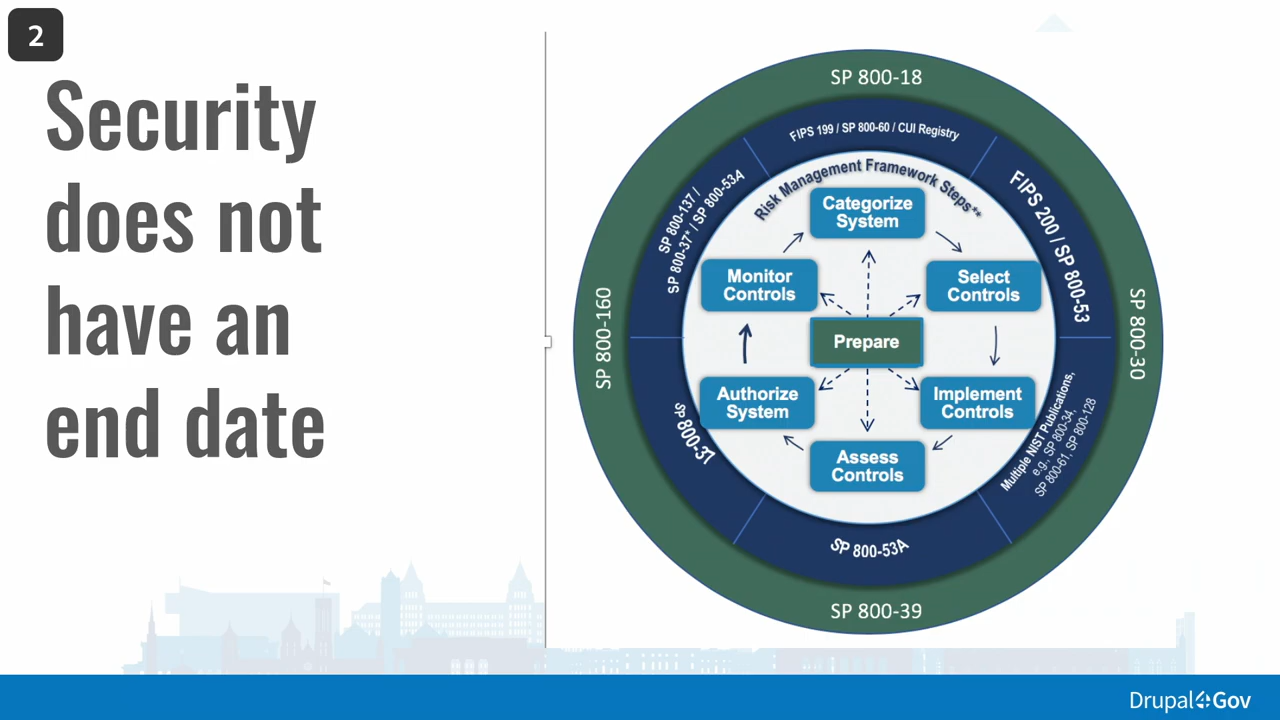 2
Security
does not
have an
end date
SP 800-18
FIPS 199 / SP 800-60 / CUI Registry
FIPS 200 / SP 800-53
SP 800-30
Multiple NIST Publications,
e.g., SP 800-34,
SP 800-61, SP 800-128
SP 800-53A
SP 800-39
SP 800-37
SP 800-160
SP 800-137 /
SP 800-37* / SP 800-53A
Risk Management Framework Steps**
Categorize
System
Select
Controls
Implement
Controls
Assess
Controls
Authorize
System
Monitor
Controls
Prepare
Drupal4Gov